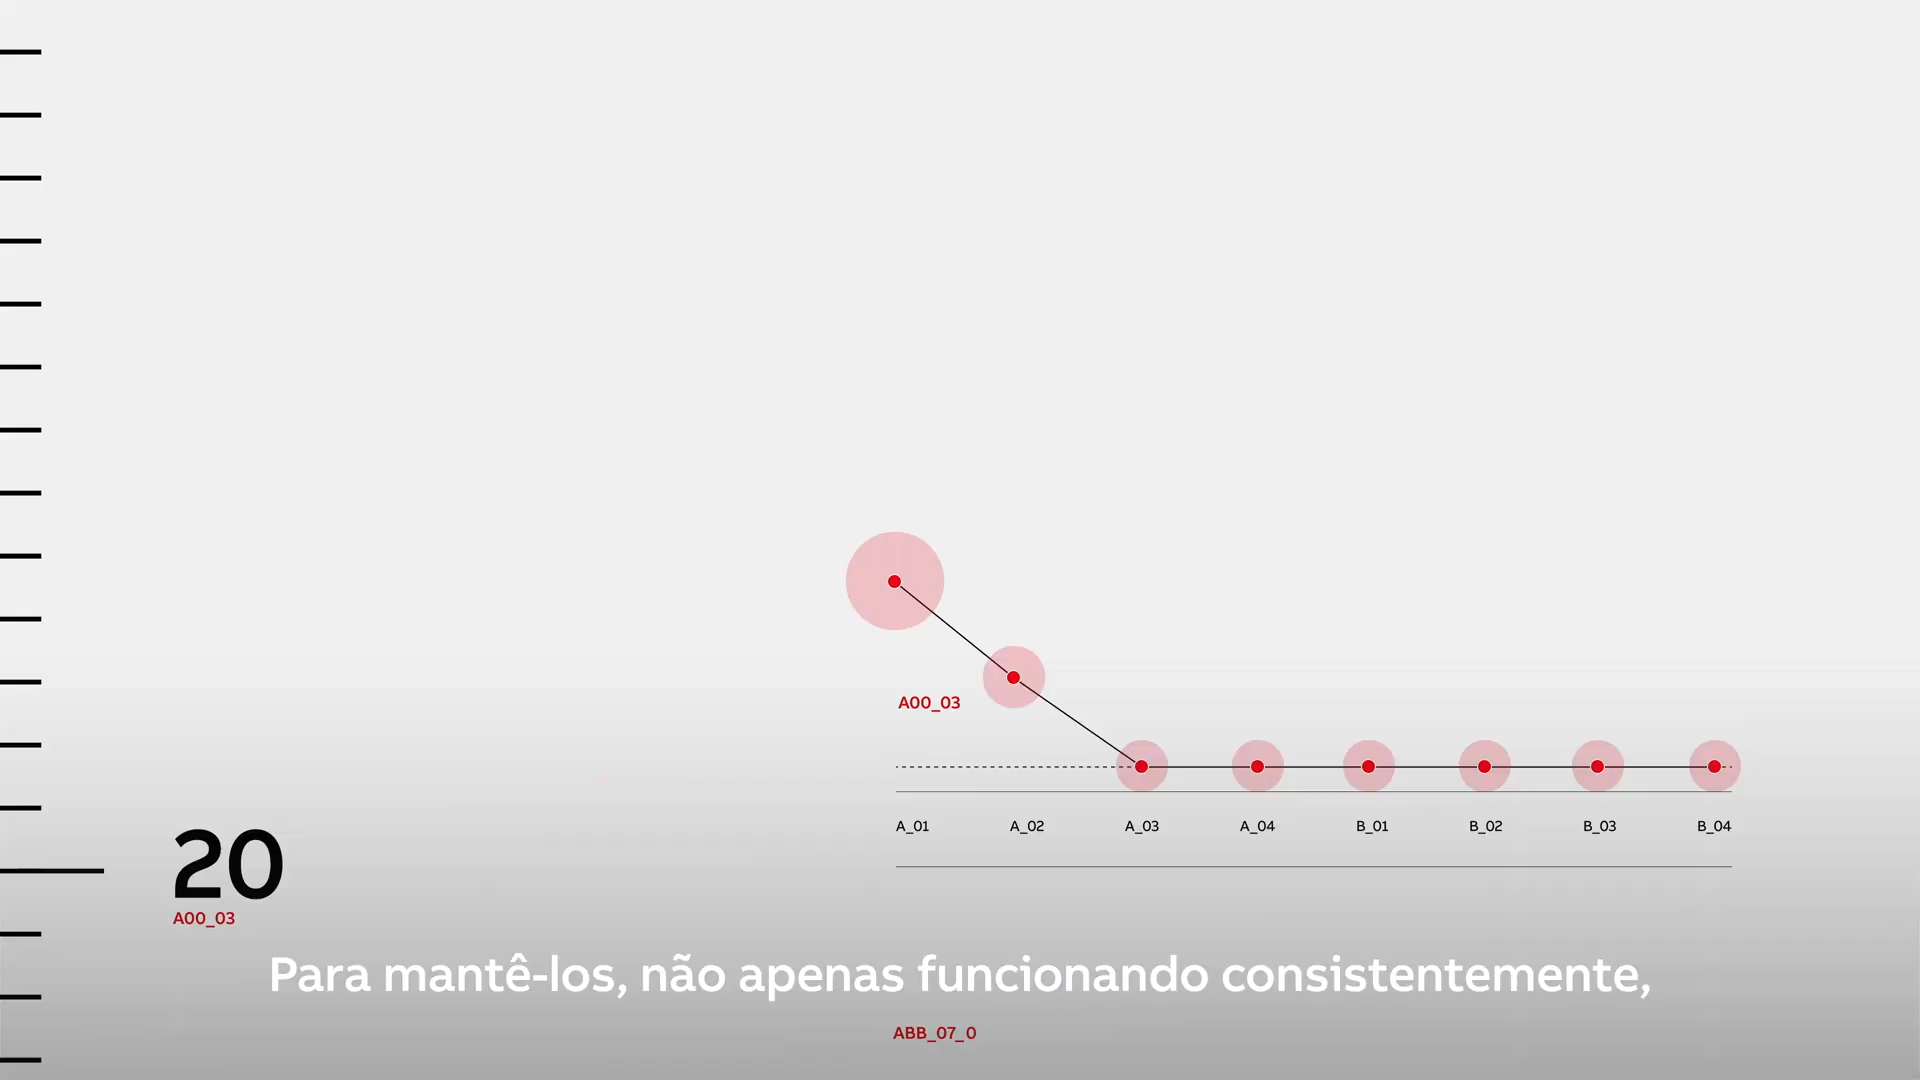 A00_03
A_01 A_02 A_03 A_04 B_01 B_02 B_03 B_04
20
A00_03
Para mantê-los, não apenas funcionando consistentemente,
ABB_07_0